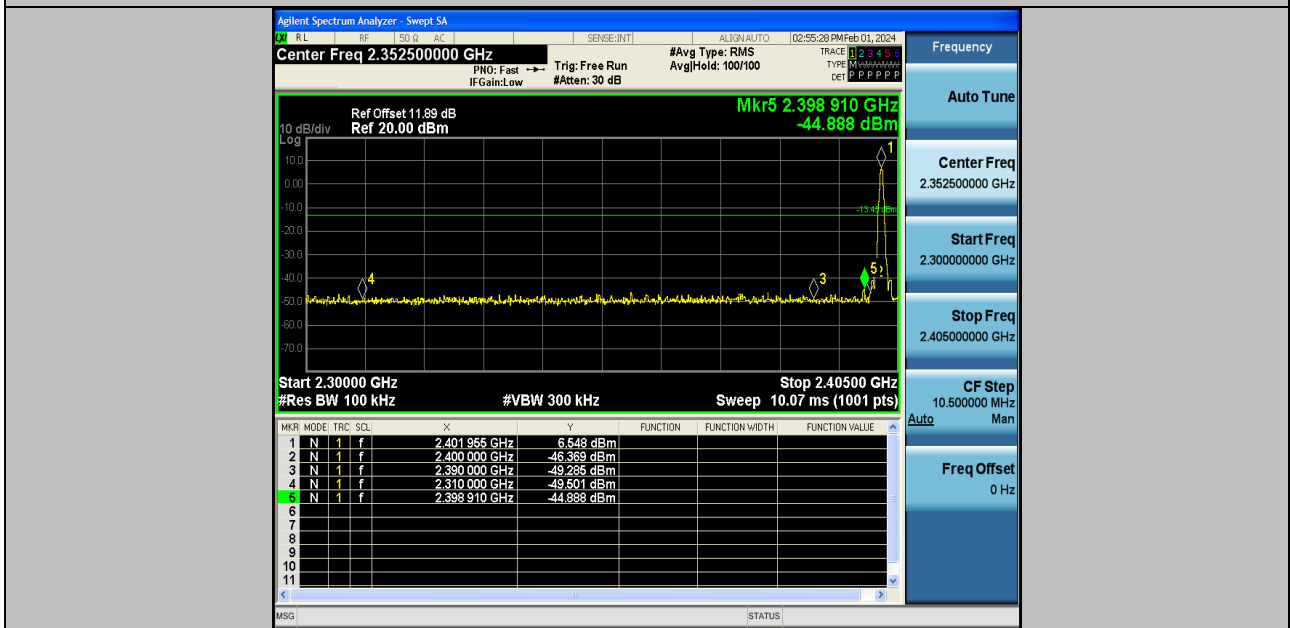 Agilent Spectrum Analyzer - Swept SA
RL RF 50 Ω AC SENSE:INT ALIGN AUTO 02:55:28 PM Feb 01, 2024
Center Freq 2.352500000 GHz
PNO: Fast
IFGain:Low
Trig: Free Run
#Atten: 30 dB
#Avg Type: RMS
Avg|Hold: 100/100
TRACE 1 2 3 4 5 6
TYPE M
DET P P P P P P
Mkr5 2.398 910 GHz
-44.888 dBm
Ref Offset 11.89 dB
10 dB/div Ref 20.00 dBm
Log
10.0
0.00
-10.0
-20.0
-30.0
-40.0
-50.0
-60.0
-70.0
1
4
3
5
Start 2.30000 GHz
Stop 2.40500 GHz
#Res BW 100 kHz
#VBW 300 kHz
Sweep 10.07 ms (1001 pts)
MKR MODE TRC SCL X Y FUNCTION FUNCTION WIDTH FUNCTION VALUE
1 N 1 f 2.401 955 GHz 6.548 dBm
2 N 1 f 2.400 000 GHz -46.369 dBm
3 N 1 f 2.390 000 GHz -49.285 dBm
4 N 1 f 2.310 000 GHz -49.501 dBm
5 N 1 f 2.398 910 GHz -44.888 dBm
6
7
8
9
10
11
MSG
STATUS
Frequency
Auto Tune
Center Freq
2.352500000 GHz
Start Freq
2.300000000 GHz
Stop Freq
2.405000000 GHz
CF Step
10.500000 MHz
Auto Man
Freq Offset
0 Hz